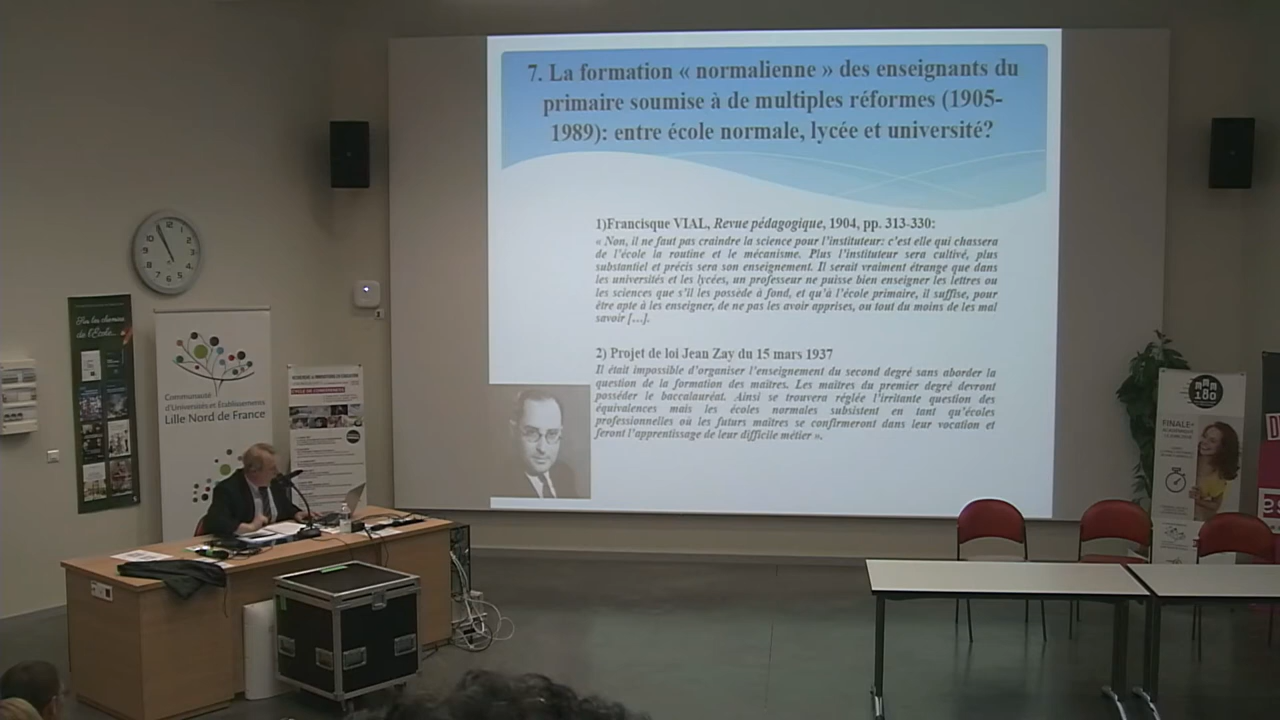 7. La formation « normalienne » des enseignants du
primaire soumise à de multiples réformes (1905-
1989): entre école normale, lycée et université?
1)Francisque VIAL, Revue pédagogique, 1904, pp. 313-330:
« Non, il ne faut pas craindre la science pour l'instituteur: c'est elle qui chassera
de l'école la routine et le mécanisme. Plus l'instituteur sera cultivé, plus
substantiel et précis sera son enseignement. Il serait vraiment étrange que dans
les universités et les lycées, un professeur ne puisse bien enseigner les lettres ou
les sciences que s'il les possède à fond, et qu'à l'école primaire, il suffise, pour
être apte à les enseigner, de ne pas les avoir apprises, ou tout du moins de les mal
savoir […].
2) Projet de loi Jean Zay du 15 mars 1937
Il était impossible d'organiser l'enseignement du second degré sans aborder la
question de la formation des maîtres. Les maîtres du premier degré devront
posséder le baccalauréat. Ainsi se trouvera réglée l'irritante question des
équivalences mais les écoles normales subsistent en tant qu'écoles
professionnelles où les futurs maîtres se confirmeront dans leur vocation et
feront l'apprentissage de leur difficile métier ».
Sur les chemins
de l'École...
Communauté
d'Universités et Établissements
Lille Nord de France
180
FINALE